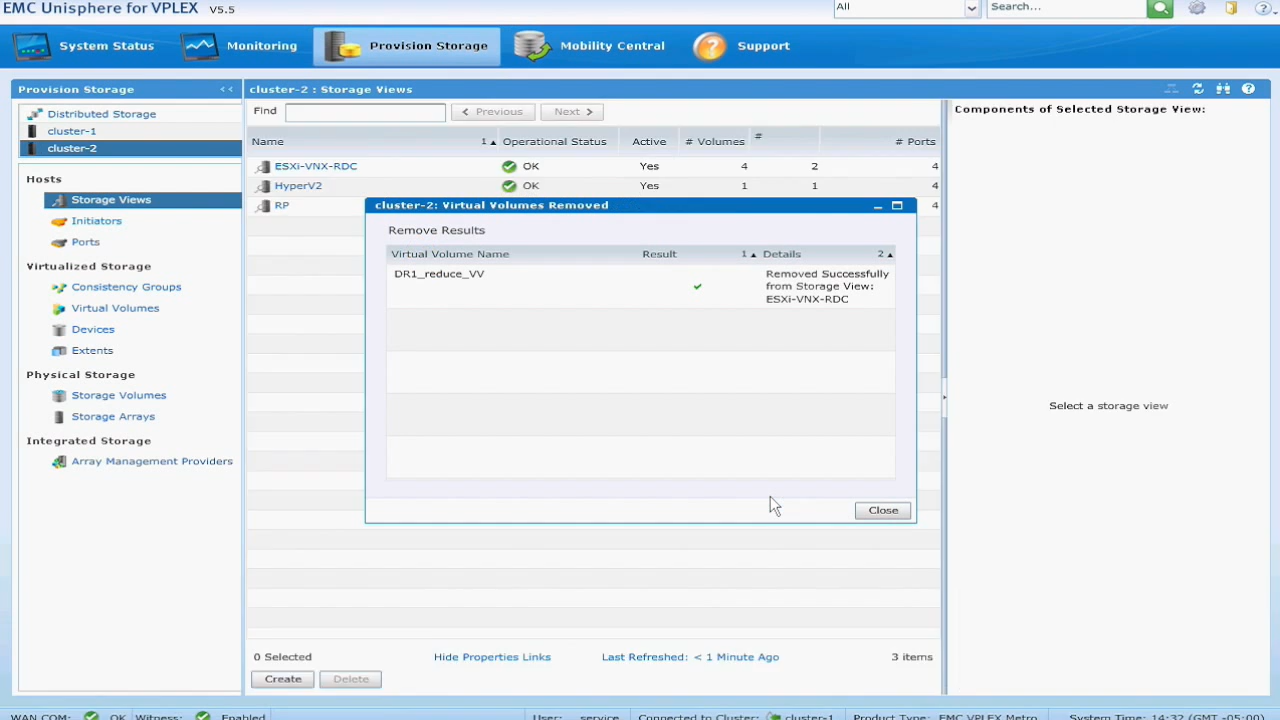 EMC Unisphere for VPLEX V5.5
All
Search...
System Status
Monitoring
Provision Storage
Mobility Central
Support
Provision Storage
<<
cluster-2 : Storage Views
Components of Selected Storage View:
Distributed Storage
cluster-1
cluster-2
Find
< Previous
Next >
Name 1 Operational Status Active # Volumes # # Ports
ESXi-VNX-RDC OK Yes 4 2 4
HyperV2 OK Yes 1 1 4
RP 4
Hosts
Storage Views
Initiators
Ports
Virtualized Storage
Consistency Groups
Virtual Volumes
Devices
Extents
Physical Storage
Storage Volumes
Storage Arrays
Integrated Storage
Array Management Providers
cluster-2: Virtual Volumes Removed
Remove Results
Virtual Volume Name Result 1 Details 2
DR1_reduce_VV
Removed Successfully
from Storage View:
ESXi-VNX-RDC
Close
Select a storage view
0 Selected
Hide Properties Links
Last Refreshed: < 1 Minute Ago
3 items
Create
Delete
WAN COM: OK Witness: Enabled
User: service
Connected to Cluster: cluster-1
Product Type: EMC VPLEX Metro
System Time: 14:32 (GMT -05:00)